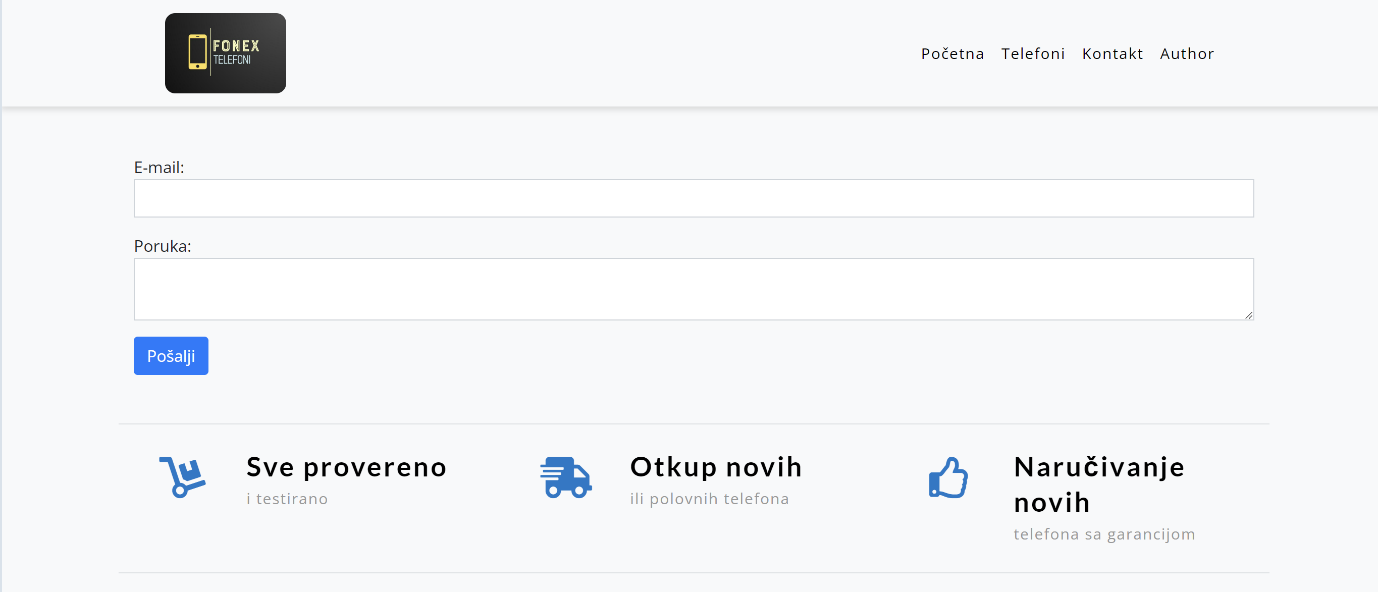 FONEX
TELEFONI
Početna Telefoni Kontakt Author
E-mail:
Poruka:
Pošalji
Sve provereno
i testirano
Otkup novih
ili polovnih telefona
Naručivanje
novih
telefona sa garancijom